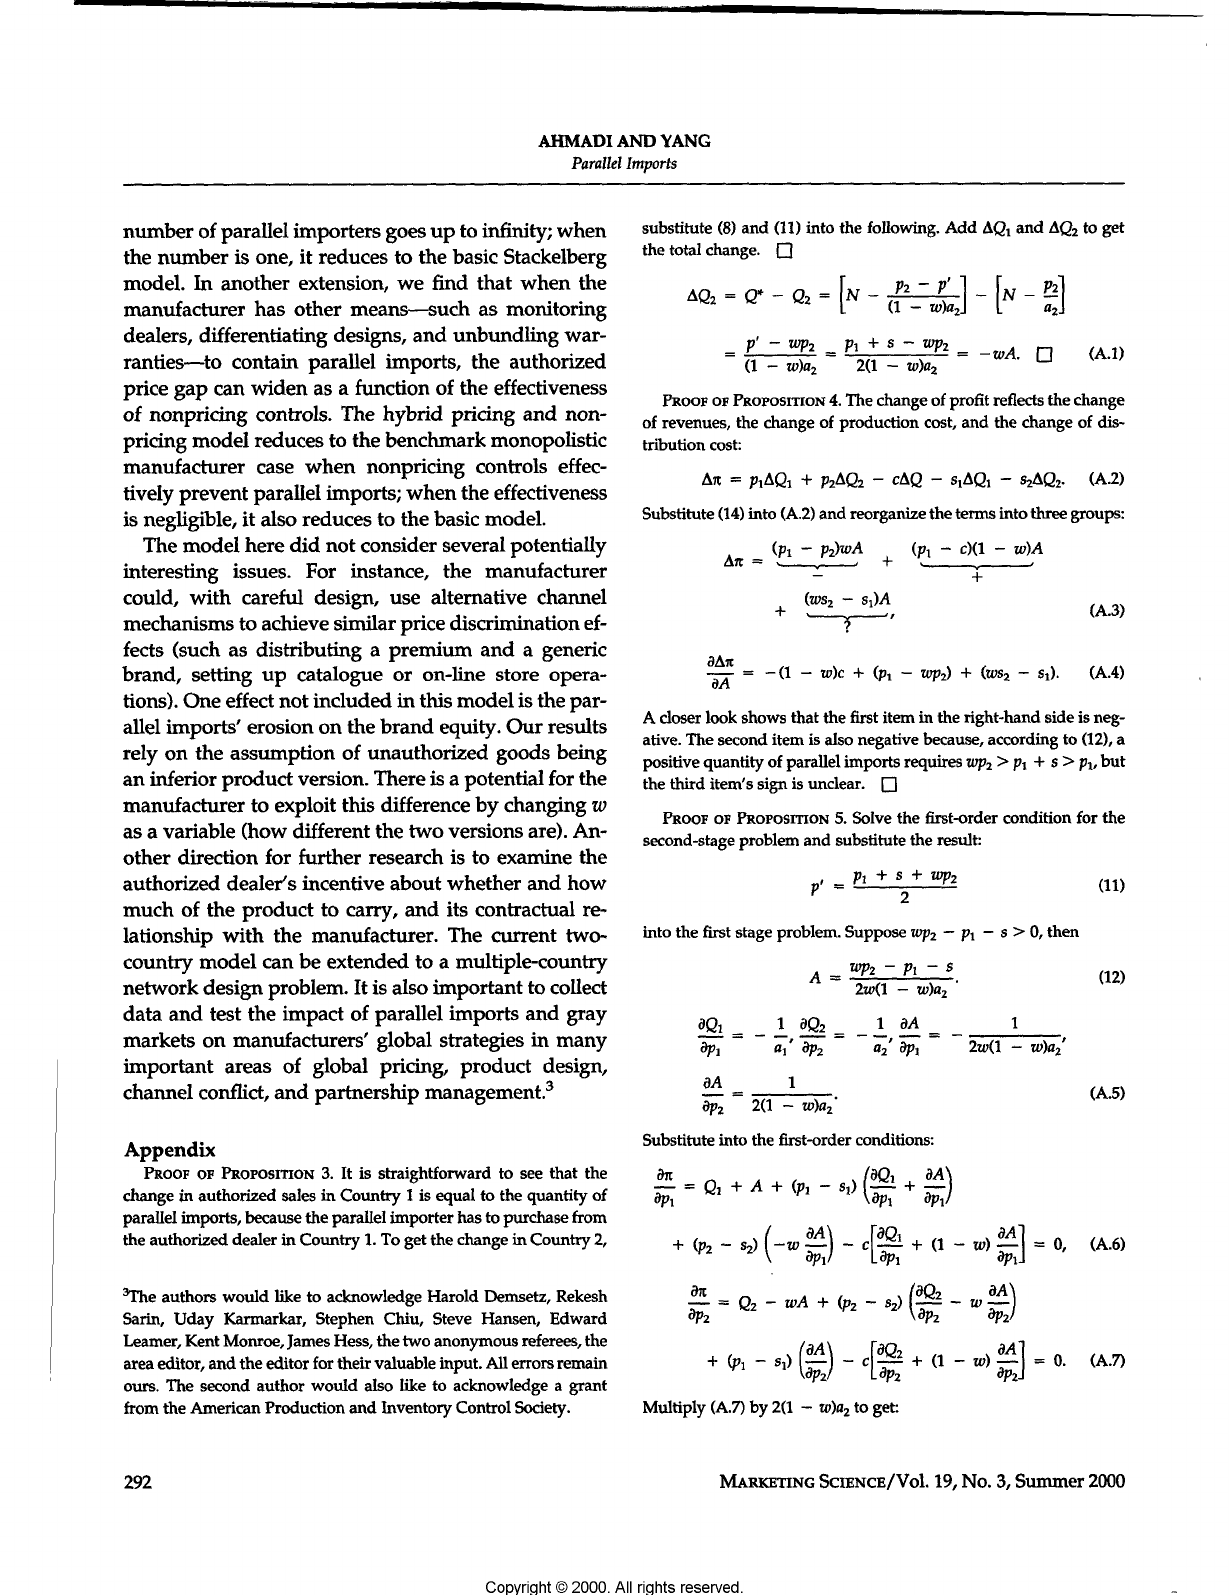 AHMADI AND YANG
Parallel Imports
number of parallel importers goes up to infinity; when
the number is one, it reduces to the basic Stackelberg
model. In another extension, we find that when the
manufacturer has other means—such as monitoring
dealers, differentiating designs, and unbundling war-
ranties—to contain parallel imports, the authorized
price gap can widen as a function of the effectiveness
of nonpricing controls. The hybrid pricing and non-
pricing model reduces to the benchmark monopolistic
manufacturer case when nonpricing controls effec-
tively prevent parallel imports; when the effectiveness
is negligible, it also reduces to the basic model.
The model here did not consider several potentially
interesting issues. For instance, the manufacturer
could, with careful design, use alternative channel
mechanisms to achieve similar price discrimination ef-
fects (such as distributing a premium and a generic
brand, setting up catalogue or on-line store opera-
tions). One effect not included in this model is the par-
allel imports' erosion on the brand equity. Our results
rely on the assumption of unauthorized goods being
an inferior product version. There is a potential for the
manufacturer to exploit this difference by changing w
as a variable (how different the two versions are). An-
other direction for further research is to examine the
authorized dealer's incentive about whether and how
much of the product to carry, and its contractual re-
lationship with the manufacturer. The current two-
country model can be extended to a multiple-country
network design problem. It is also important to collect
data and test the impact of parallel imports and gray
markets on manufacturers' global strategies in many
important areas of global pricing, product design,
channel conflict, and partnership management.³
Appendix
PROOF OF PROPOSITION 3. It is straightforward to see that the
change in authorized sales in Country 1 is equal to the quantity of
parallel imports, because the parallel importer has to purchase from
the authorized dealer in Country 1. To get the change in Country 2,
³The authors would like to acknowledge Harold Demsetz, Rekesh
Sarin, Uday Karmarkar, Stephen Chiu, Steve Hansen, Edward
Leamer, Kent Monroe, James Hess, the two anonymous referees, the
area editor, and the editor for their valuable input. All errors remain
ours. The second author would also like to acknowledge a grant
from the American Production and Inventory Control Society.
substitute (8) and (11) into the following. Add ΔQ₁ and ΔQ₂ to get
the total change. □
ΔQ₂ = Q* − Q₂ = [N − (p₂ − p′)/((1 − w)a₂)] − [N − p₂/a₂]
= (p′ − wp₂)/((1 − w)a₂) = (p₁ + s − wp₂)/(2(1 − w)a₂) = −wA. □ (A.1)
PROOF OF PROPOSITION 4. The change of profit reflects the change
of revenues, the change of production cost, and the change of dis-
tribution cost:
Δπ = p₁ΔQ₁ + p₂ΔQ₂ − cΔQ − s₁ΔQ₁ − s₂ΔQ₂. (A.2)
Substitute (14) into (A.2) and reorganize the terms into three groups:
Δπ = (p₁ − p₂)wA + (p₁ − c)(1 − w)A
− +
+ (ws₂ − s₁)A, (A.3)
?
∂Δπ/∂A = −(1 − w)c + (p₁ − wp₂) + (ws₂ − s₁). (A.4)
A closer look shows that the first item in the right-hand side is neg-
ative. The second item is also negative because, according to (12), a
positive quantity of parallel imports requires wp₂ > p₁ + s > p₁, but
the third item's sign is unclear. □
PROOF OF PROPOSITION 5. Solve the first-order condition for the
second-stage problem and substitute the result:
p′ = (p₁ + s + wp₂)/2 (11)
into the first stage problem. Suppose wp₂ − p₁ − s > 0, then
A = (wp₂ − p₁ − s)/(2w(1 − w)a₂). (12)
∂Q₁/∂p₁ = −1/a₁, ∂Q₂/∂p₂ = −1/a₂, ∂A/∂p₁ = −1/(2w(1 − w)a₂),
∂A/∂p₂ = 1/(2(1 − w)a₂). (A.5)
Substitute into the first-order conditions:
∂π/∂p₁ = Q₁ + A + (p₁ − s₁)(∂Q₁/∂p₁ + ∂A/∂p₁)
+ (p₂ − s₂)(−w ∂A/∂p₁) − c[∂Q₁/∂p₁ + (1 − w) ∂A/∂p₁] = 0, (A.6)
∂π/∂p₂ = Q₂ − wA + (p₂ − s₂)(∂Q₂/∂p₂ − w ∂A/∂p₂)
+ (p₁ − s₁)(∂A/∂p₂) − c[∂Q₂/∂p₂ + (1 − w) ∂A/∂p₂] = 0. (A.7)
Multiply (A.7) by 2(1 − w)a₂ to get:
292
MARKETING SCIENCE/Vol. 19, No. 3, Summer 2000
Copyright © 2000. All rights reserved.